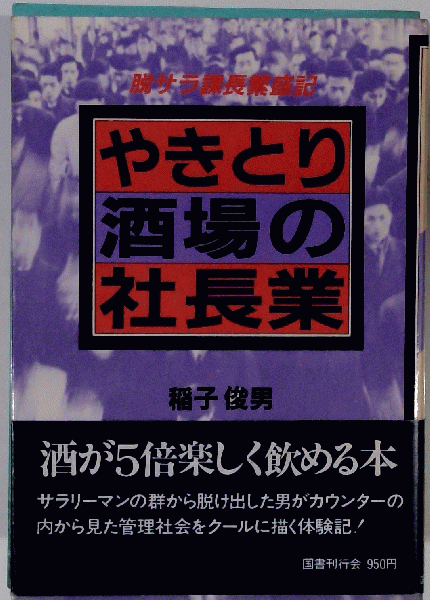 脱サラ課長業盛記
やきとり
酒場の
社長業
稲子俊男
酒が5倍楽しく飲める本
サラリーマンの群から脱け出した男がカウンターの
内から見た管理社会をクールに描く体験記!
国書刊行会 950円